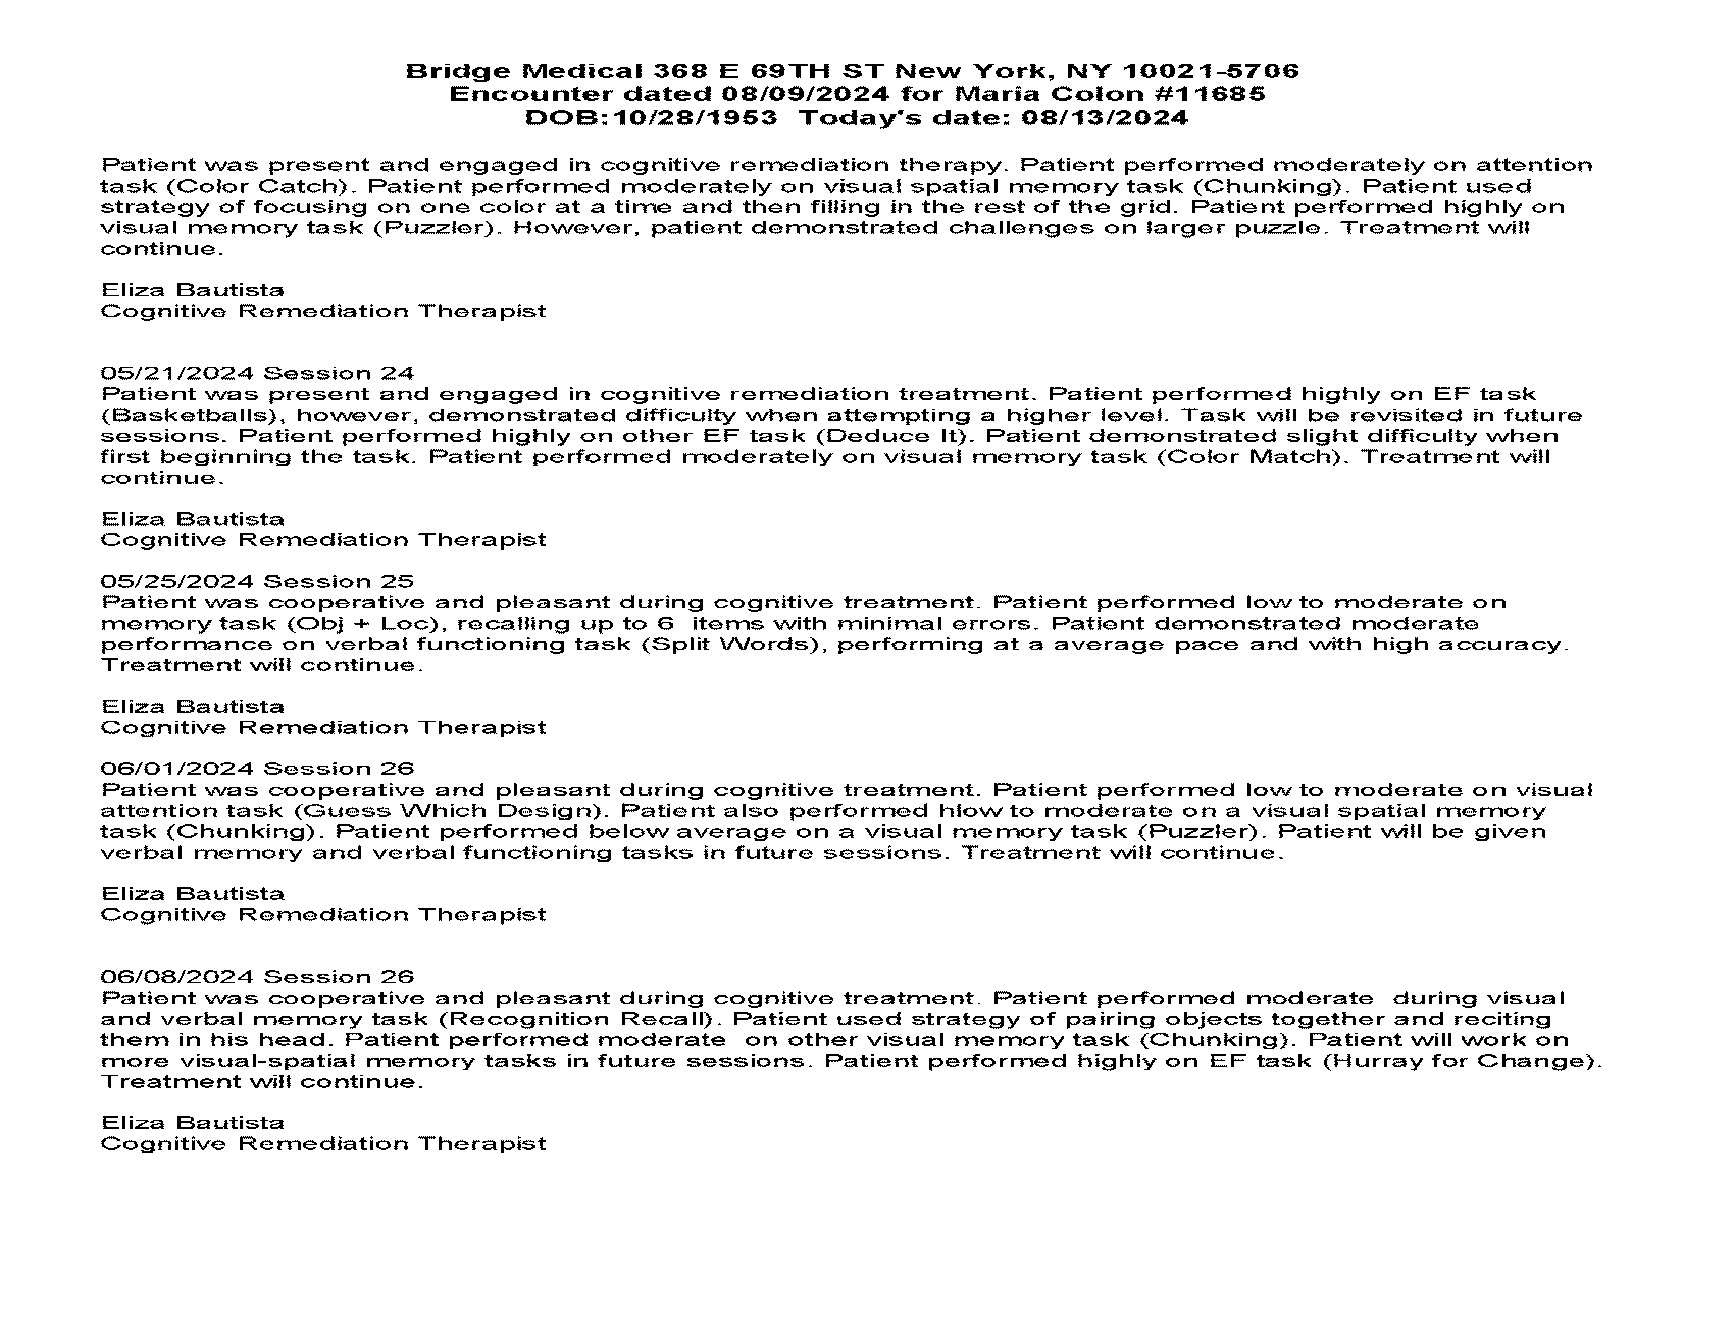 Bridge Medical 368 E 69TH ST New York, NY 10021-5706
Encounter dated 08/09/2024 for Maria Colon #11685
DOB:10/28/1953 Today's date: 08/13/2024
Patient was present and engaged in cognitive remediation therapy. Patient performed moderately on attention
task (Color Catch). Patient performed moderately on visual spatial memory task (Chunking). Patient used
strategy of focusing on one color at a time and then filling in the rest of the grid. Patient performed highly on
visual memory task (Puzzler). However, patient demonstrated challenges on larger puzzle. Treatment will
continue.
Eliza Bautista
Cognitive Remediation Therapist
05/21/2024 Session 24
Patient was present and engaged in cognitive remediation treatment. Patient performed highly on EF task
(Basketballs), however, demonstrated difficulty when attempting a higher level. Task will be revisited in future
sessions. Patient performed highly on other EF task (Deduce It). Patient demonstrated slight difficulty when
first beginning the task. Patient performed moderately on visual memory task (Color Match). Treatment will
continue.
Eliza Bautista
Cognitive Remediation Therapist
05/25/2024 Session 25
Patient was cooperative and pleasant during cognitive treatment. Patient performed low to moderate on
memory task (Obj + Loc), recalling up to 6 items with minimal errors. Patient demonstrated moderate
performance on verbal functioning task (Split Words), performing at a average pace and with high accuracy.
Treatment will continue.
Eliza Bautista
Cognitive Remediation Therapist
06/01/2024 Session 26
Patient was cooperative and pleasant during cognitive treatment. Patient performed low to moderate on visual
attention task (Guess Which Design). Patient also performed hlow to moderate on a visual spatial memory
task (Chunking). Patient performed below average on a visual memory task (Puzzler). Patient will be given
verbal memory and verbal functioning tasks in future sessions. Treatment will continue.
Eliza Bautista
Cognitive Remediation Therapist
06/08/2024 Session 26
Patient was cooperative and pleasant during cognitive treatment. Patient performed moderate during visual
and verbal memory task (Recognition Recall). Patient used strategy of pairing objects together and reciting
them in his head. Patient performed moderate on other visual memory task (Chunking). Patient will work on
more visual-spatial memory tasks in future sessions. Patient performed highly on EF task (Hurray for Change).
Treatment will continue.
Eliza Bautista
Cognitive Remediation Therapist